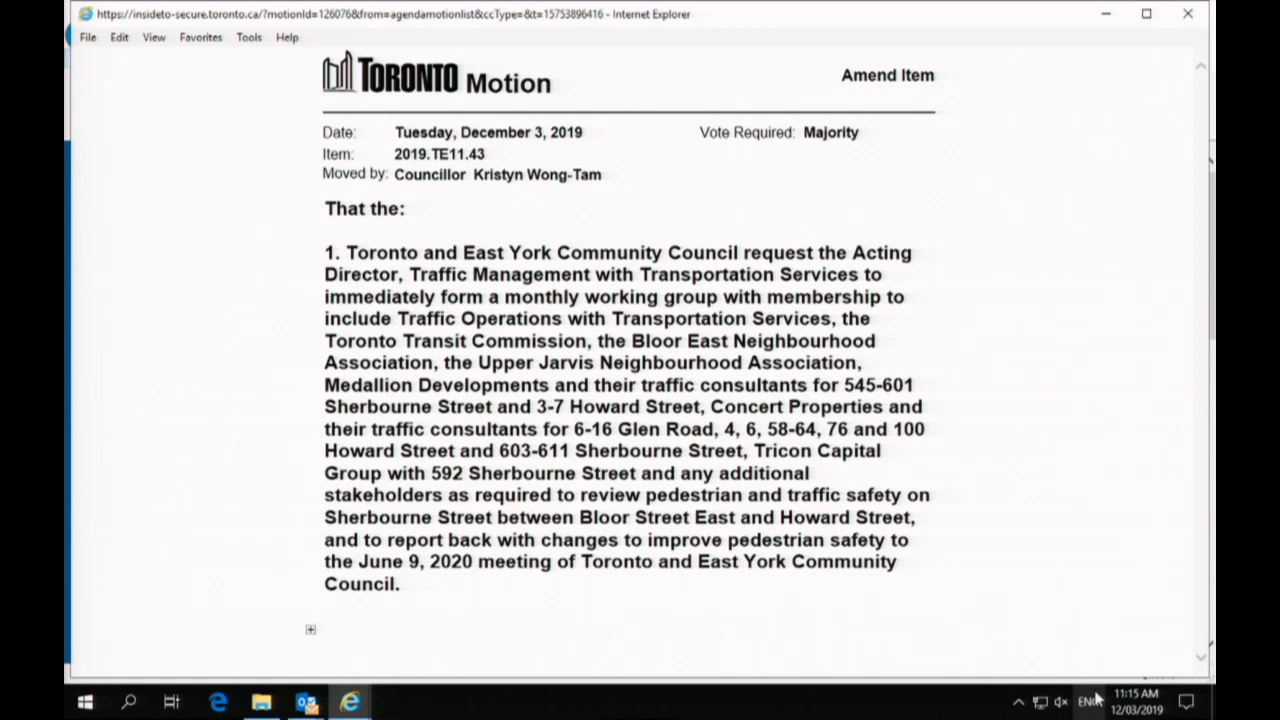 https://insideto-secure.toronto.ca/?motionId=126076&from=agendamotionlist&ccType=&t=15753896416 - Internet Explorer
File Edit View Favorites Tools Help
TORONTO Motion
Amend Item
Date: Tuesday, December 3, 2019 Vote Required: Majority
Item: 2019.TE11.43
Moved by: Councillor Kristyn Wong-Tam
That the:
1. Toronto and East York Community Council request the Acting
Director, Traffic Management with Transportation Services to
immediately form a monthly working group with membership to
include Traffic Operations with Transportation Services, the
Toronto Transit Commission, the Bloor East Neighbourhood
Association, the Upper Jarvis Neighbourhood Association,
Medallion Developments and their traffic consultants for 545-601
Sherbourne Street and 3-7 Howard Street, Concert Properties and
their traffic consultants for 6-16 Glen Road, 4, 6, 58-64, 76 and 100
Howard Street and 603-611 Sherbourne Street, Tricon Capital
Group with 592 Sherbourne Street and any additional
stakeholders as required to review pedestrian and traffic safety on
Sherbourne Street between Bloor Street East and Howard Street,
and to report back with changes to improve pedestrian safety to
the June 9, 2020 meeting of Toronto and East York Community
Council.
11:15 AM
ENG
12/03/2019